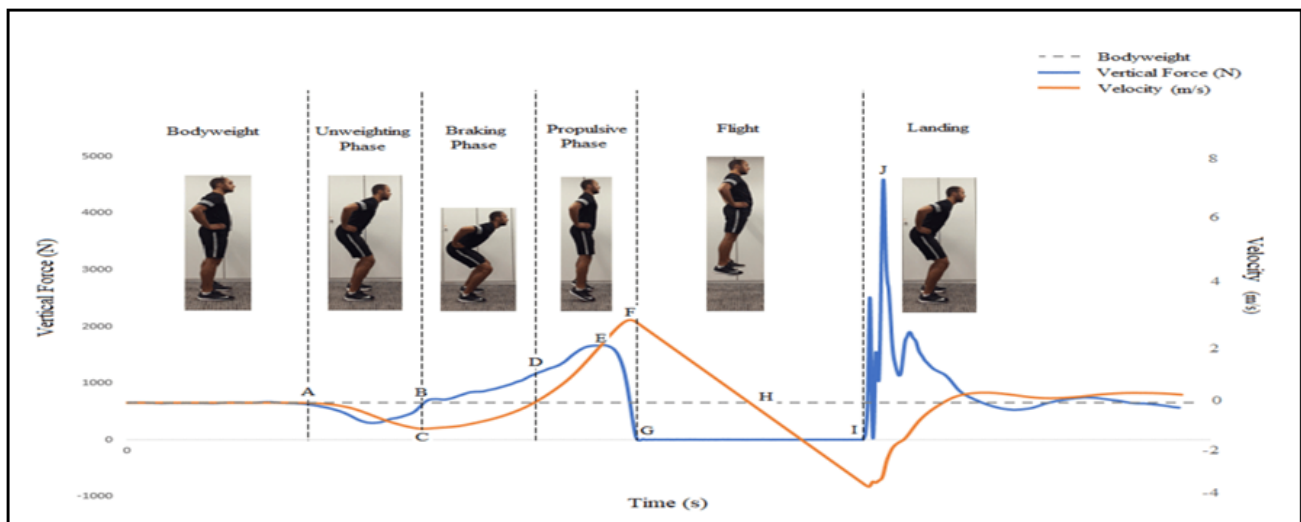 Bodyweight
Vertical Force (N)
Velocity (m/s)
Bodyweight
Unweighting Phase
Braking Phase
Propulsive Phase
Flight
Landing
5000
4000
3000
2000
1000
0
-1000
Vertical Force (N)
8
6
4
2
0
-2
-4
Velocity (m/s)
A
B
C
D
E
F
G
H
I
J
0
Time (s)